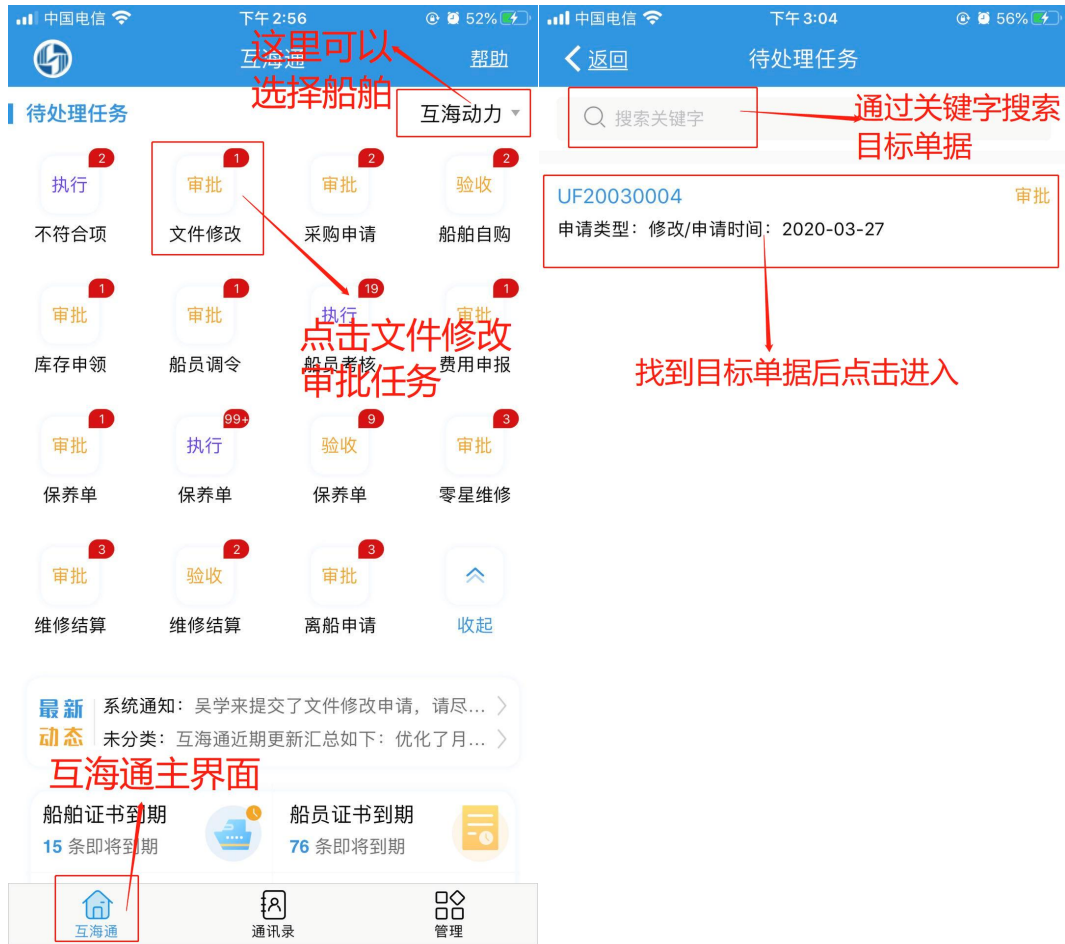 中国电信 下午2:56 52%
互海通 帮助
这里可以
选择船舶
待处理任务 互海动力
2 1 2 2
执行 审批 审批 验收
不符合项 文件修改 采购申请 船舶自购
1 1 19 1
审批 审批 执行 审批
库存申领 船员调令 船员考核 费用申报
点击文件修改
审批任务
1 99+ 9 3
审批 执行 验收 审批
保养单 保养单 保养单 零星维修
3 2 3
审批 验收 审批
维修结算 维修结算 离船申请 收起
最新
动态
系统通知：吴学来提交了文件修改申请，请尽...
未分类：互海通近期更新汇总如下：优化了月...
互海通主界面
船舶证书到期 船员证书到期
15 条即将到期 76 条即将到期
互海通 通讯录 管理
中国电信 下午3:04 56%
返回 待处理任务
搜索关键字
通过关键字搜索
目标单据
UF20030004 审批
申请类型：修改/申请时间：2020-03-27
找到目标单据后点击进入